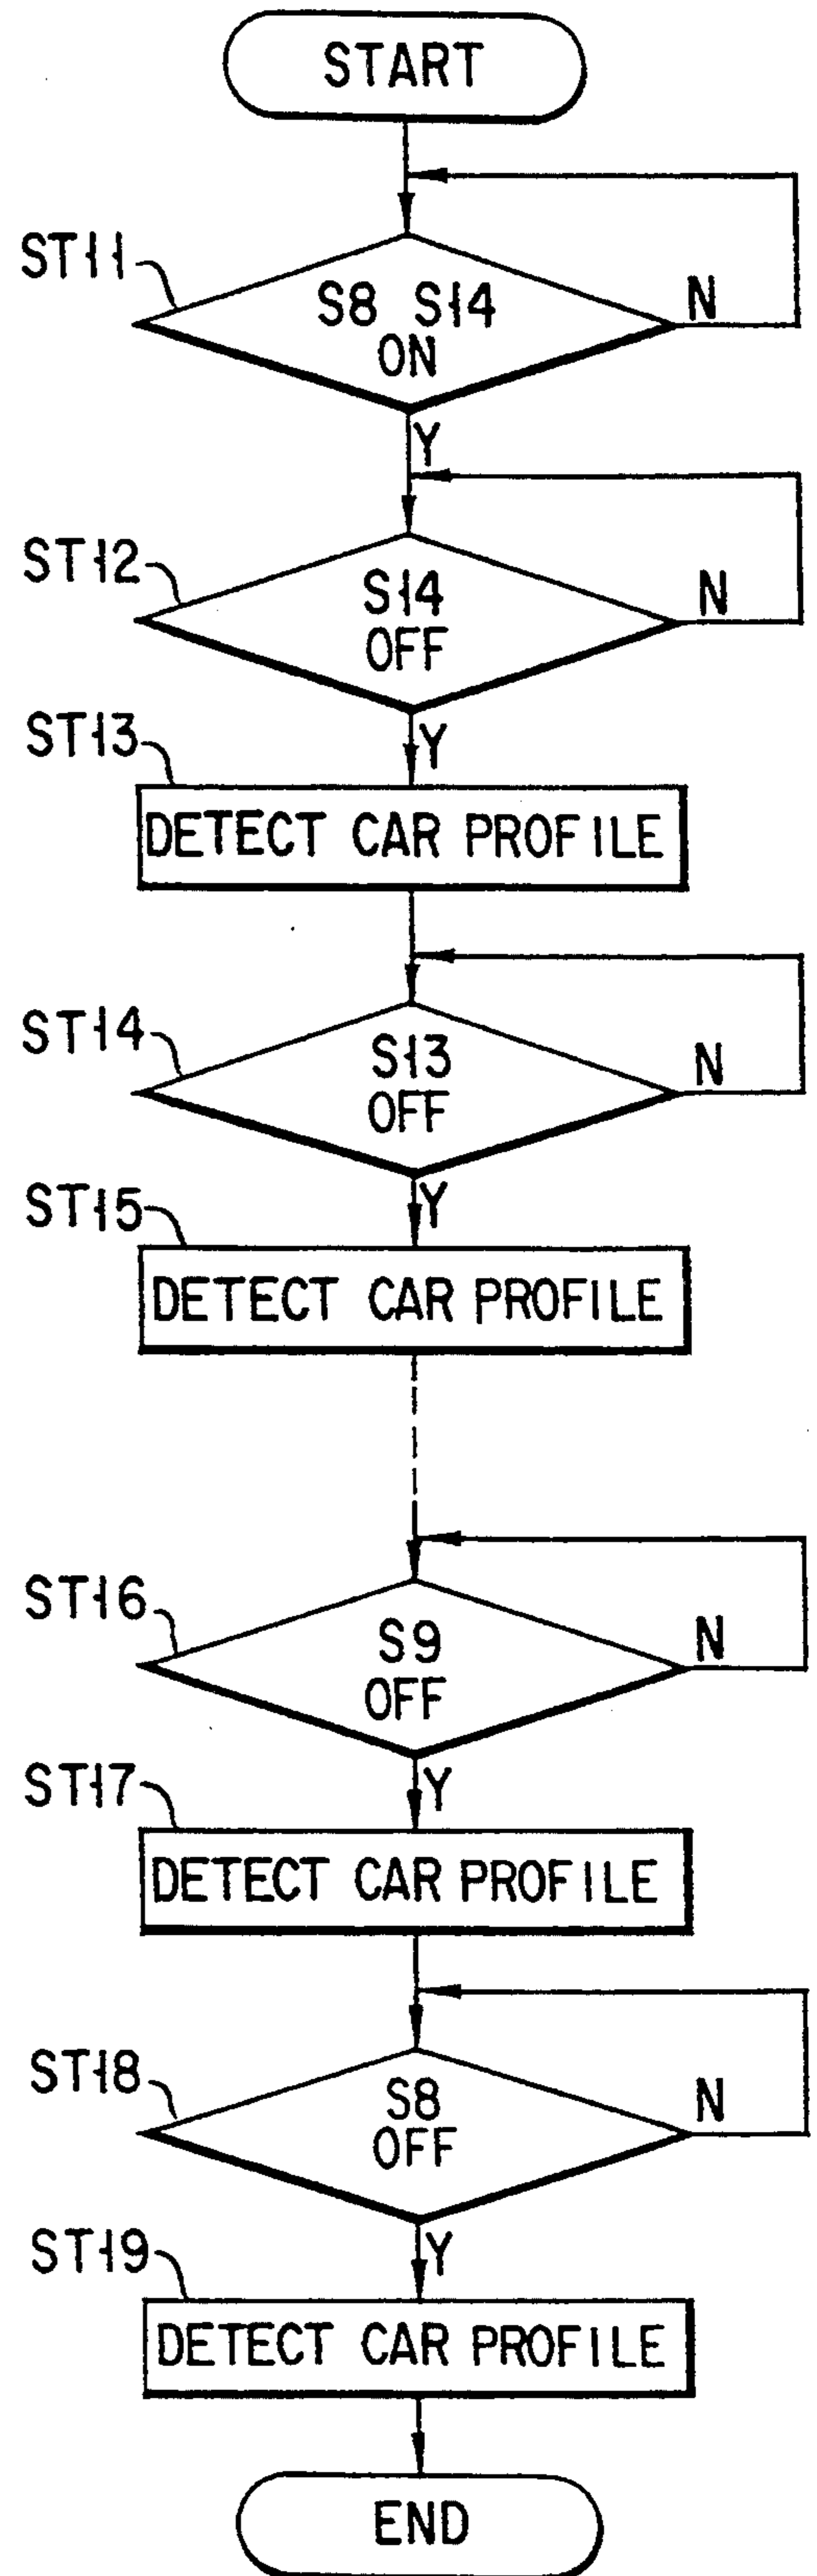 START
ST11
S8 S14
ON
N
Y
ST12
S14
OFF
N
Y
ST13
DETECT CAR PROFILE
ST14
S13
OFF
N
Y
ST15
DETECT CAR PROFILE
ST16
S9
OFF
N
Y
ST17
DETECT CAR PROFILE
ST18
S8
OFF
N
Y
ST19
DETECT CAR PROFILE
END